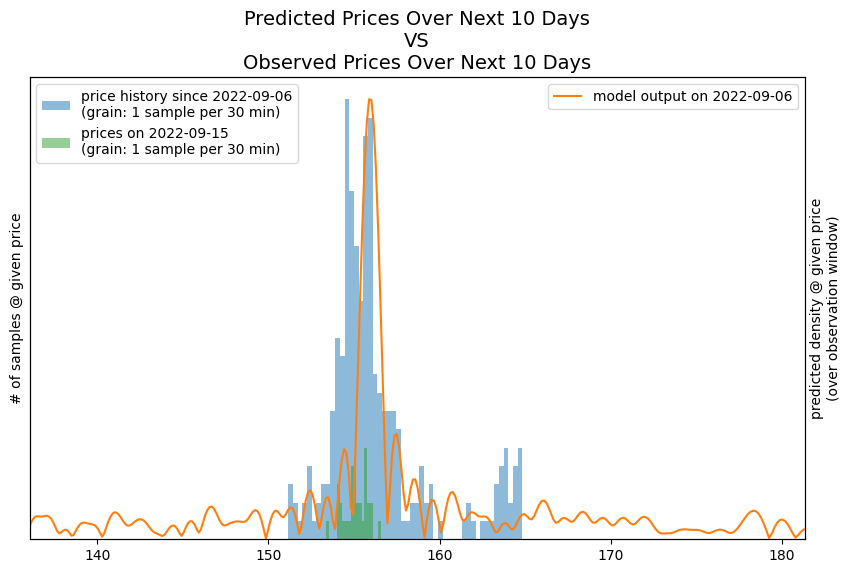 Predicted Prices Over Next 10 Days
VS
Observed Prices Over Next 10 Days
price history since 2022-09-06
(grain: 1 sample per 30 min)
prices on 2022-09-15
(grain: 1 sample per 30 min)
model output on 2022-09-06
# of samples @ given price
predicted density @ given price
(over observation window)
140 150 160 170 180